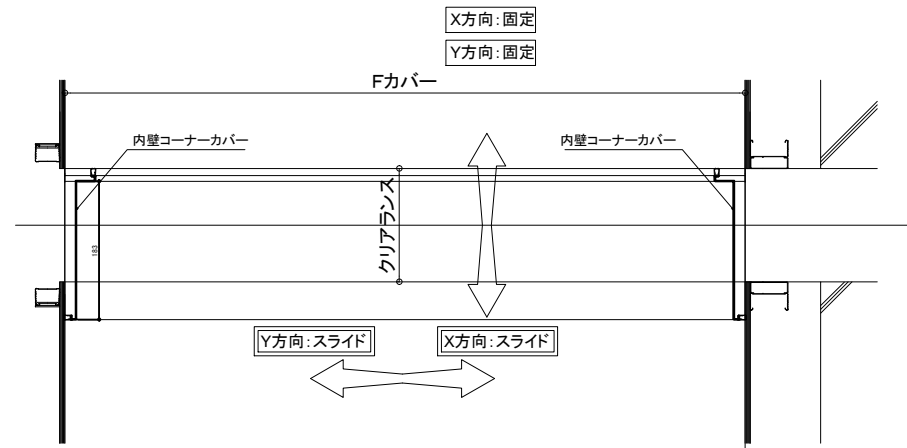 X方向:固定
Y方向:固定
Fカバー
内壁コーナーカバー
内壁コーナーカバー
クリアランス
183
Y方向:スライド
X方向:スライド